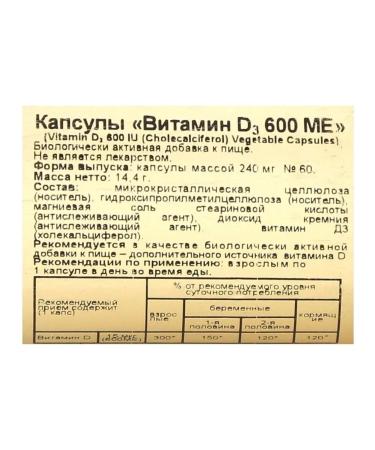 Капсулы «Витамин D₃ 600 МЕ»
(Vitamin D₃ 600 IU (Cholecalciferol) Vegetable Capsules)
Биологически активная добавка к пище.
Не является лекарством.
Форма выпуска: капсулы массой 240 мг №60.
Масса нетто: 14,4 г.
Состав: микрокристаллическая целлюлоза
(носитель), гидроксипропилметилцеллюлоза (носитель),
магниевая соль стеариновой кислоты
(антислеживающий агент), диоксид кремния
(антислеживающий агент), витамин Д3
(холекальциферол).
Рекомендуется в качестве биологически активной
добавки к пище – дополнительного источника витамина D
Рекомендации по применению: взрослым по
1 капсуле в день во время еды.
% от рекомендуемого уровня
суточного потребления
Рекомендуемый
прием содержит
(1 капс)
взрос
лые
беременные
1-я
половина
2-я
половина
кормящ
ие
Витамин D
15 мкг
(600МЕ)
300*
150*
120*
120*